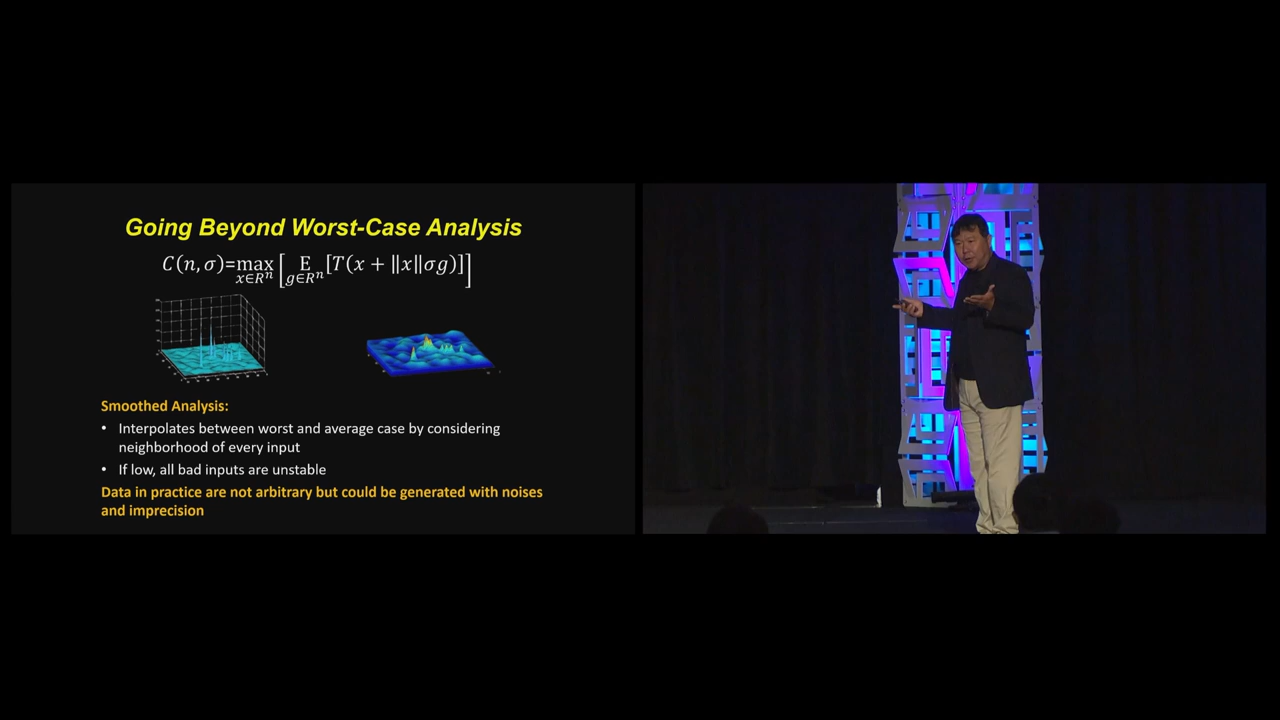 Going Beyond Worst-Case Analysis
C(n,σ)=max x∈Rⁿ [ E g∈Rⁿ [T(x + ‖x‖σg)]]
Smoothed Analysis:
• Interpolates between worst and average case by considering
neighborhood of every input
• If low, all bad inputs are unstable
Data in practice are not arbitrary but could be generated with noises
and imprecision